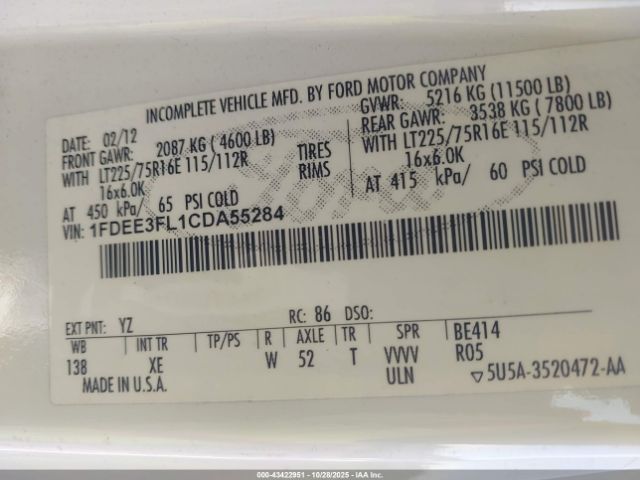 INCOMPLETE VEHICLE MFD. BY FORD MOTOR COMPANY
DATE: 02/12 GVWR: 5216 KG (11500 LB)
FRONT GAWR: 2087 KG (4600 LB) REAR GAWR: 3538 KG (7800 LB)
WITH LT225/75R16E 115/112R TIRES WITH LT225/75R16E 115/112R
16x6.0K RIMS 16x6.0K
AT 450 kPa/ 65 PSI COLD AT 415 kPa/ 60 PSI COLD
VIN: 1FDEE3FL1CDA55284
Ford
EXT PNT: YZ RC: 86 DSO:
WB INT TR TP/PS R AXLE TR SPR BE414
138 XE W 52 T VVVV R05
MADE IN U.S.A. ULN ▽5U5A-3520472-AA
000-43422951 | 10/28/2025 - IAA Inc.